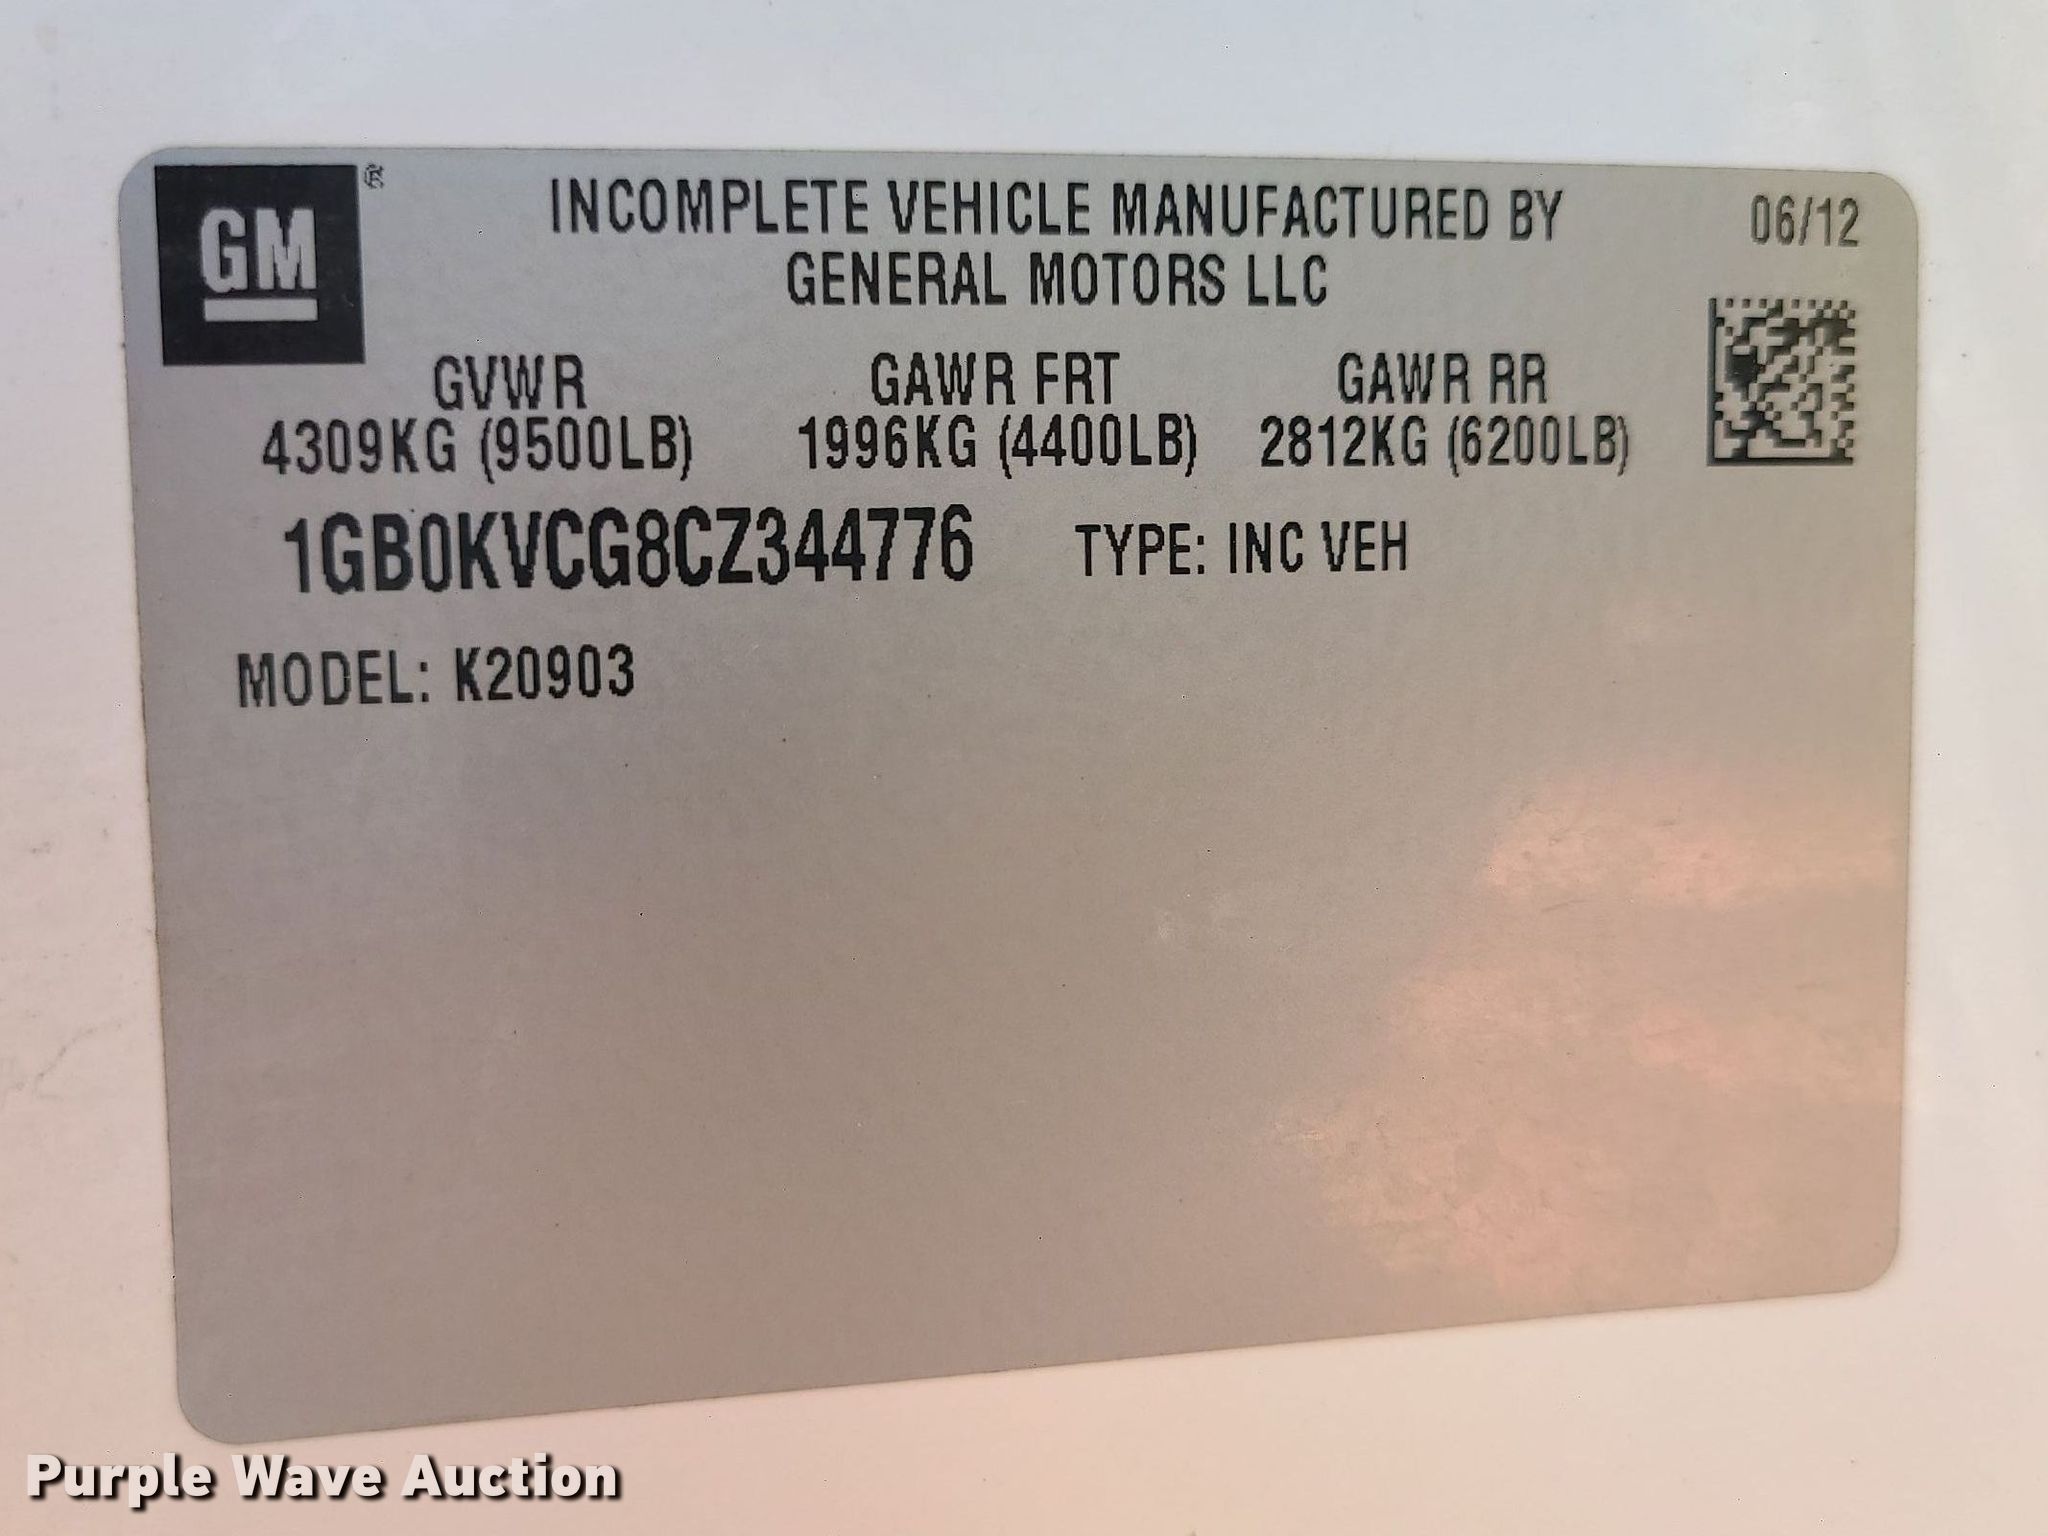 GM ®
INCOMPLETE VEHICLE MANUFACTURED BY
GENERAL MOTORS LLC
06/12
GVWR GAWR FRT GAWR RR
4309KG (9500LB) 1996KG (4400LB) 2812KG (6200LB)
1GB0KVCG8CZ344776 TYPE: INC VEH
MODEL: K20903
Purple Wave Auction